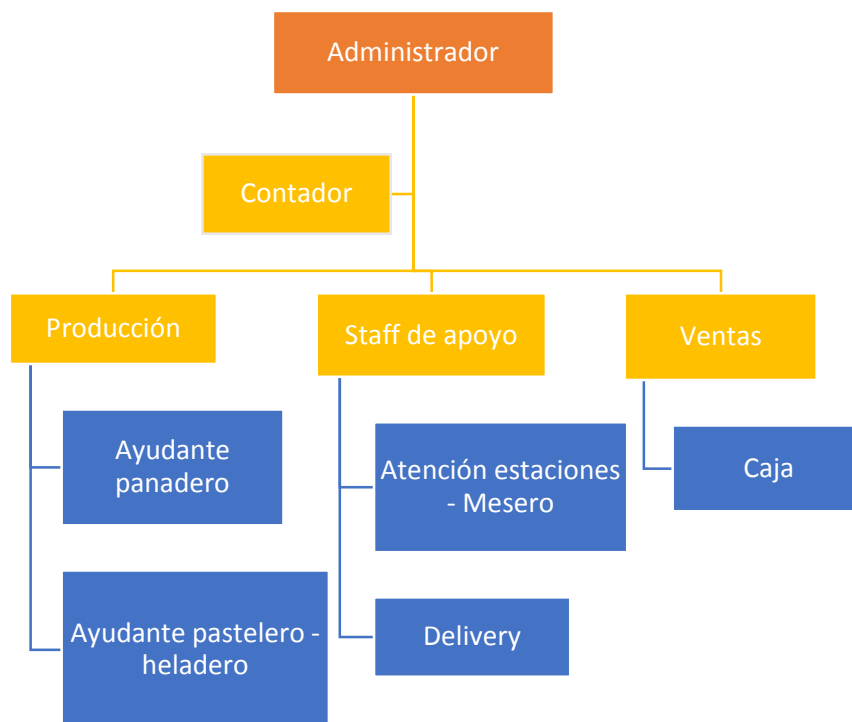 Administrador
Contador
Producción
Staff de apoyo
Ventas
Ayudante
panadero
Atención estaciones
- Mesero
Caja
Ayudante pastelero -
heladero
Delivery